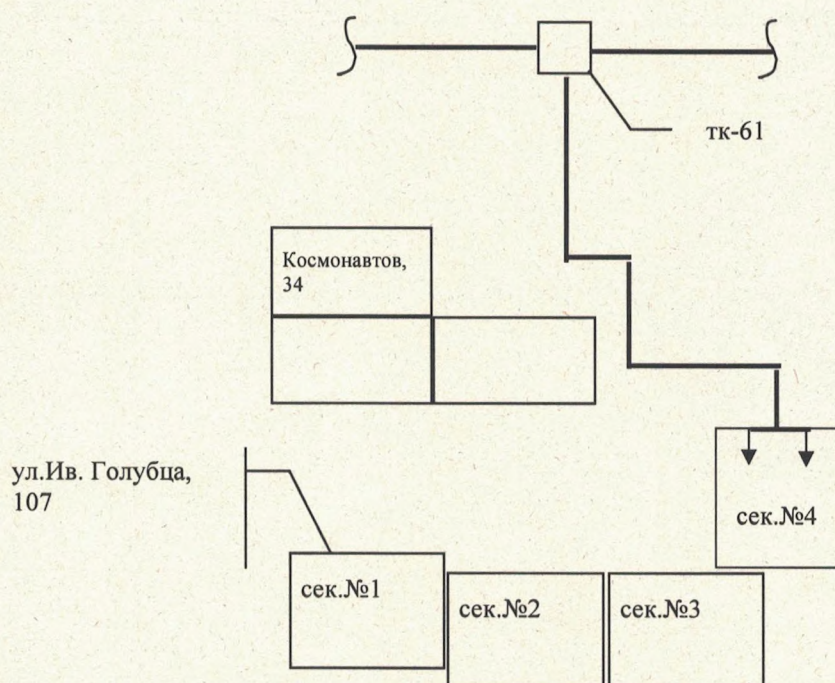 тк-61
Космонавтов,
34
ул.Ив. Голубца,
107
сек.№4
сек.№1
сек.№2
сек.№3